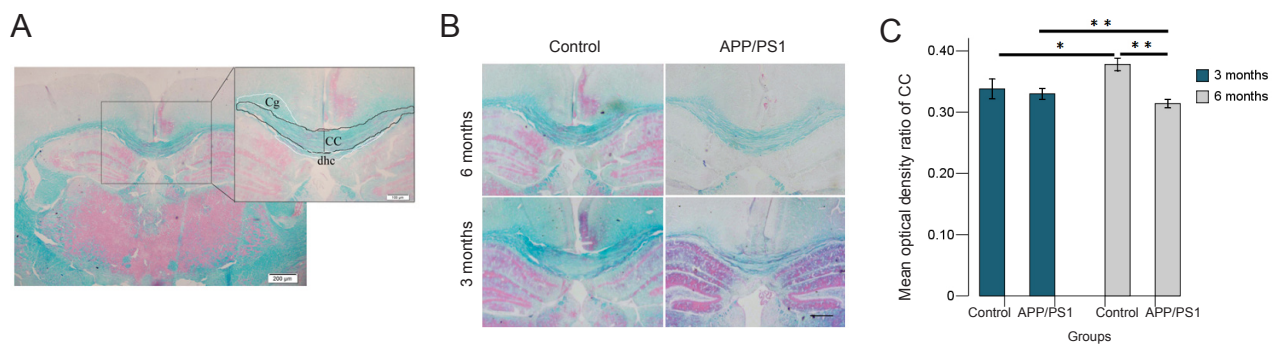 A
Cg
CC
dhc
200 µm
B
Control
APP/PS1
6 months
3 months
C
Mean optical density ratio of CC
0.40
0.30
0.20
0.10
0
*
* *
* *
Control
APP/PS1
Control
APP/PS1
Groups
3 months
6 months